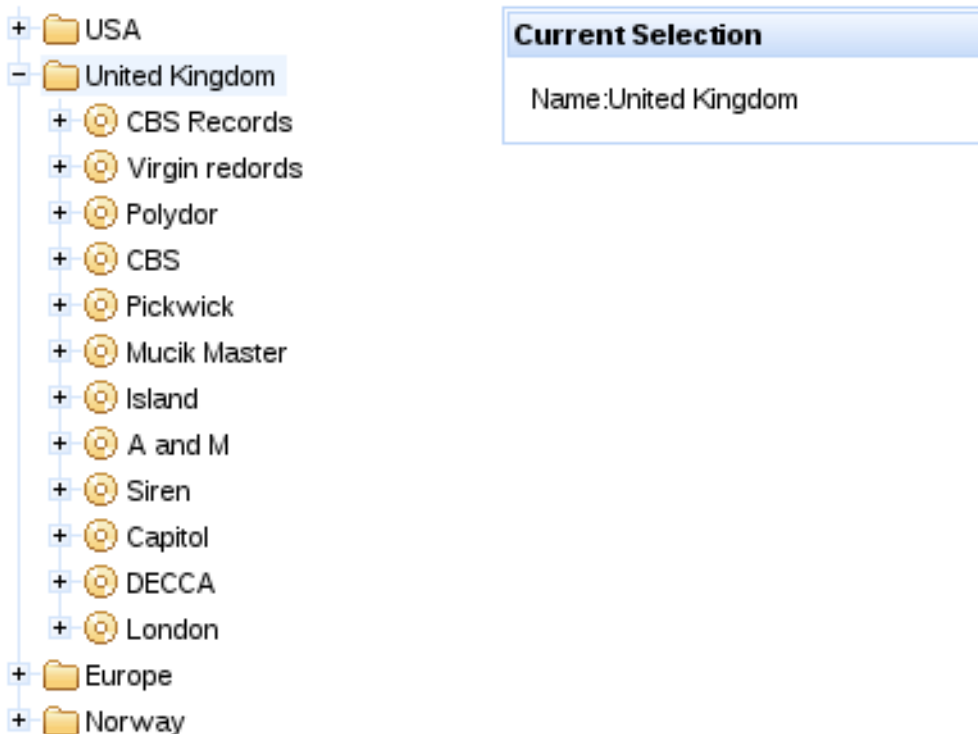 USA
United Kingdom
CBS Records
Virgin redords
Polydor
CBS
Pickwick
Mucik Master
Island
A and M
Siren
Capitol
DECCA
London
Europe
Norway
Current Selection
Name:United Kingdom